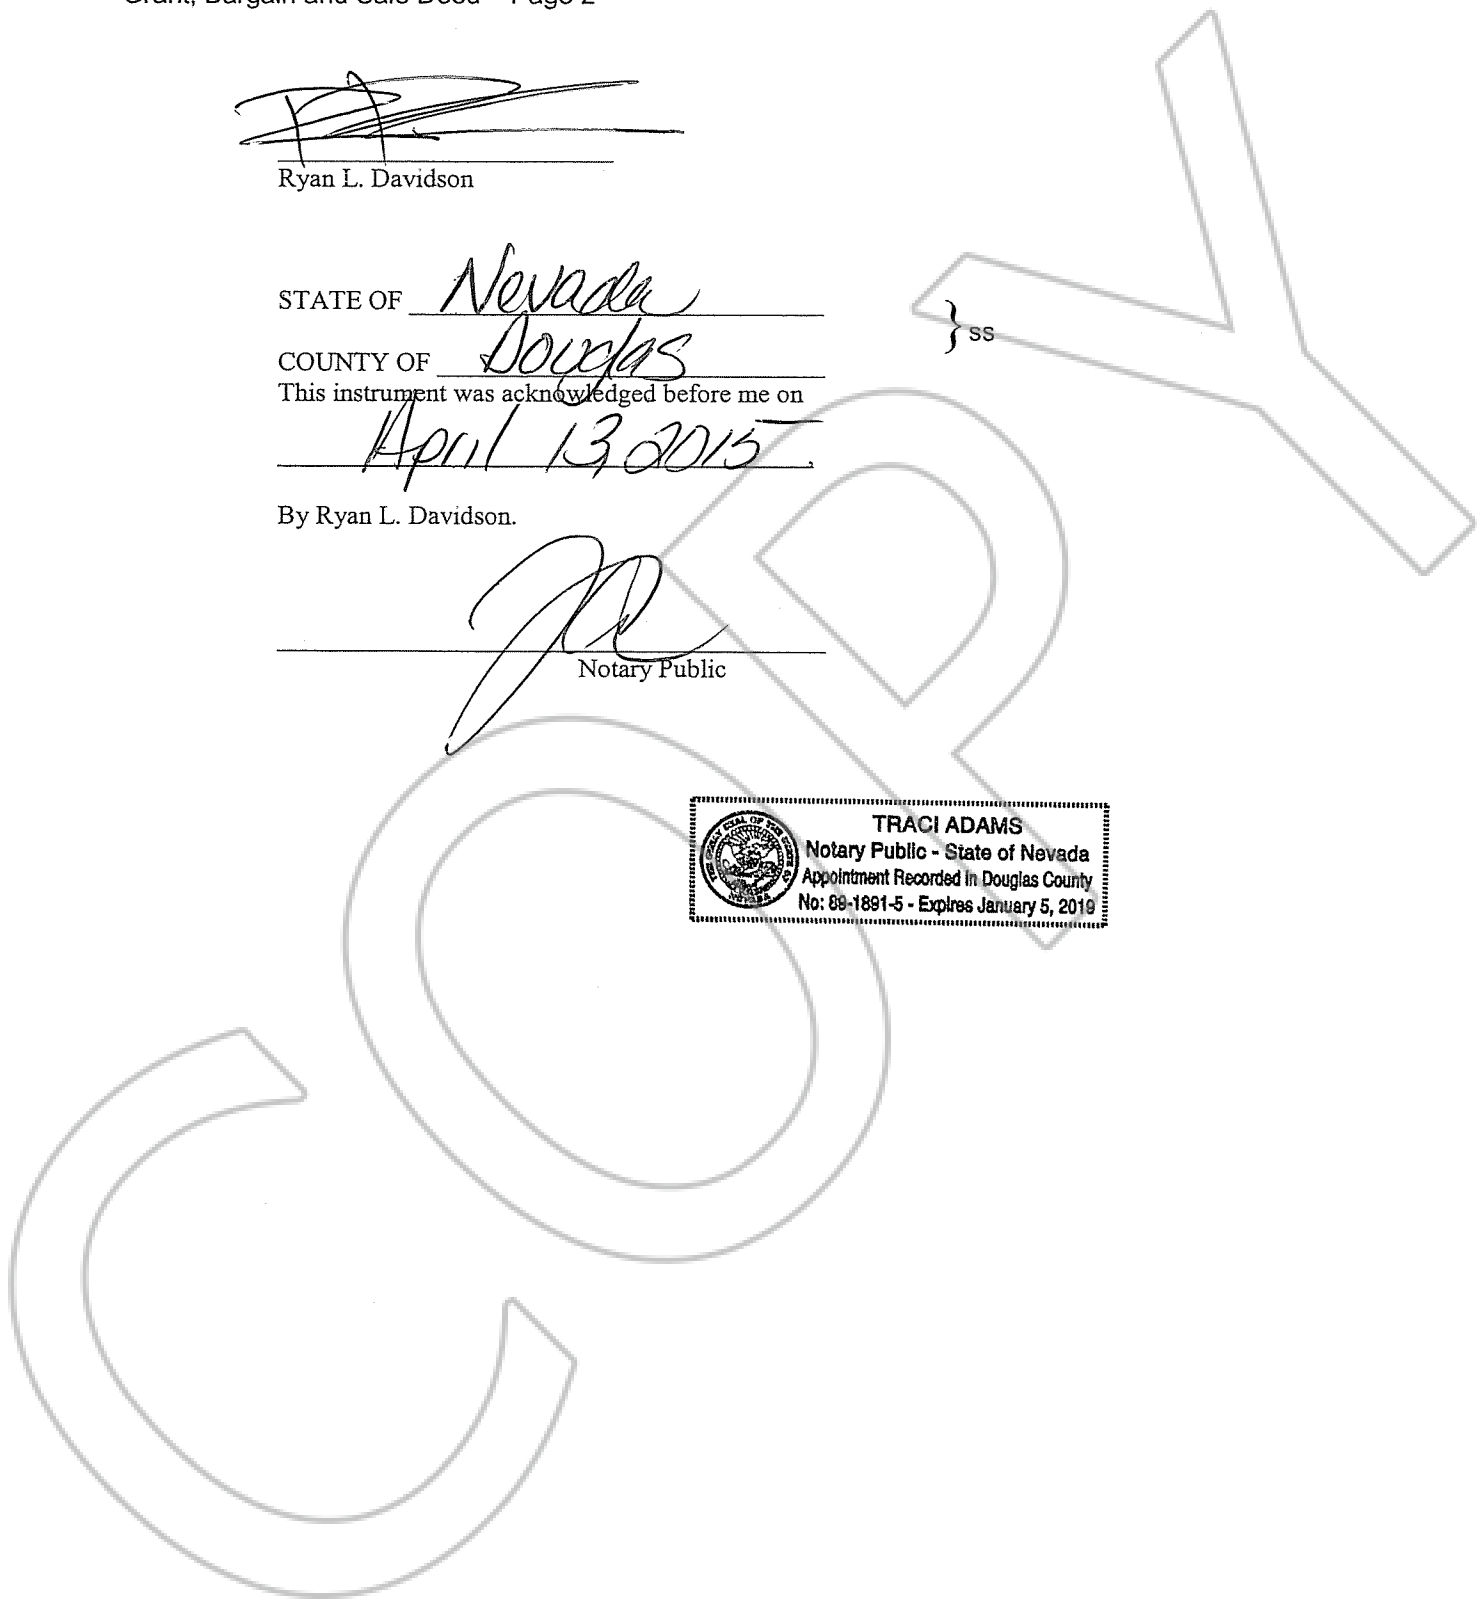 Grant, Bargain and Sale Deed – Page 2
Ryan L. Davidson
STATE OF Nevada
COUNTY OF Douglas
} ss
This instrument was acknowledged before me on
April 13, 2015.
By Ryan L. Davidson.
Notary Public
TRACI ADAMS
Notary Public - State of Nevada
Appointment Recorded in Douglas County
No: 89-1891-5 - Expires January 5, 2019
COPY